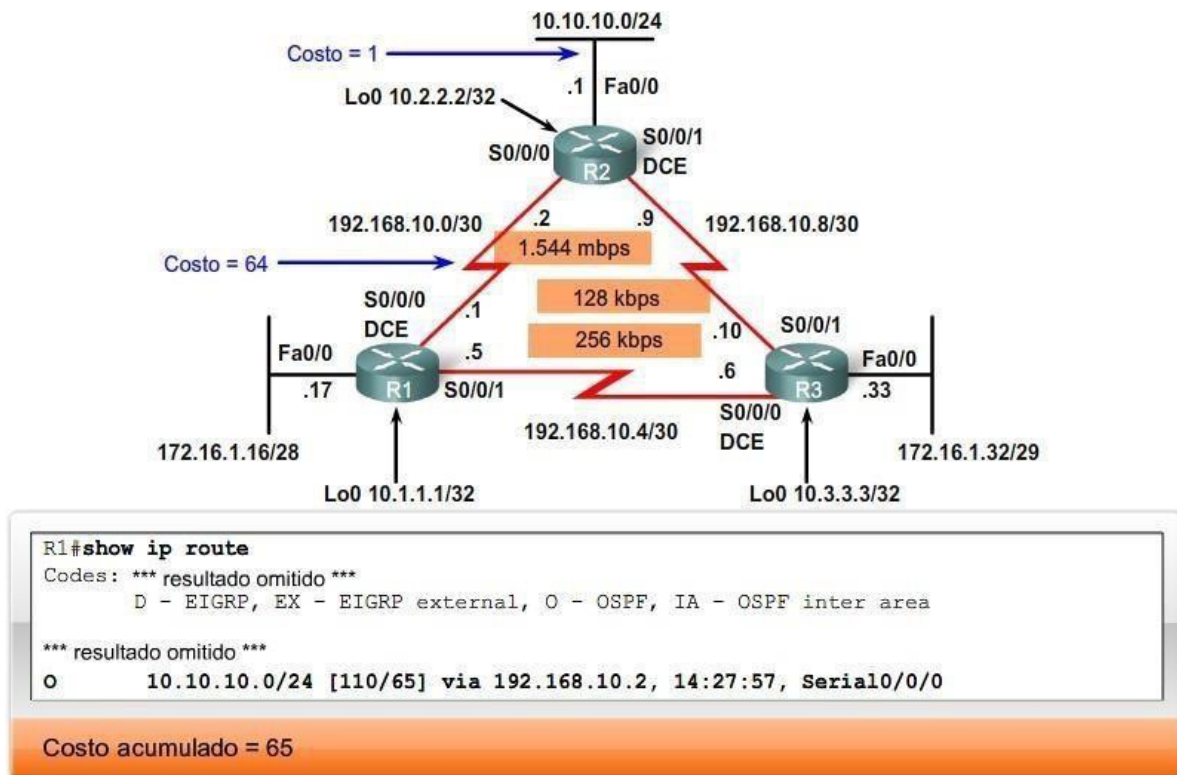 10.10.10.0/24
Costo = 1
.1 Fa0/0
Lo0 10.2.2.2/32
S0/0/1
DCE
S0/0/0
R2
192.168.10.0/30
.2
.9
192.168.10.8/30
1.544 mbps
Costo = 64
128 kbps
S0/0/0
DCE
.1
256 kbps
.10
S0/0/1
Fa0/0
.5
.6
Fa0/0
.17
R1
S0/0/1
R3
.33
S0/0/0
DCE
192.168.10.4/30
172.16.1.16/28
172.16.1.32/29
Lo0 10.1.1.1/32
Lo0 10.3.3.3/32
R1#show ip route
Codes: *** resultado omitido ***
D - EIGRP, EX - EIGRP external, O - OSPF, IA - OSPF inter area
*** resultado omitido ***
O 10.10.10.0/24 [110/65] via 192.168.10.2, 14:27:57, Serial0/0/0
Costo acumulado = 65